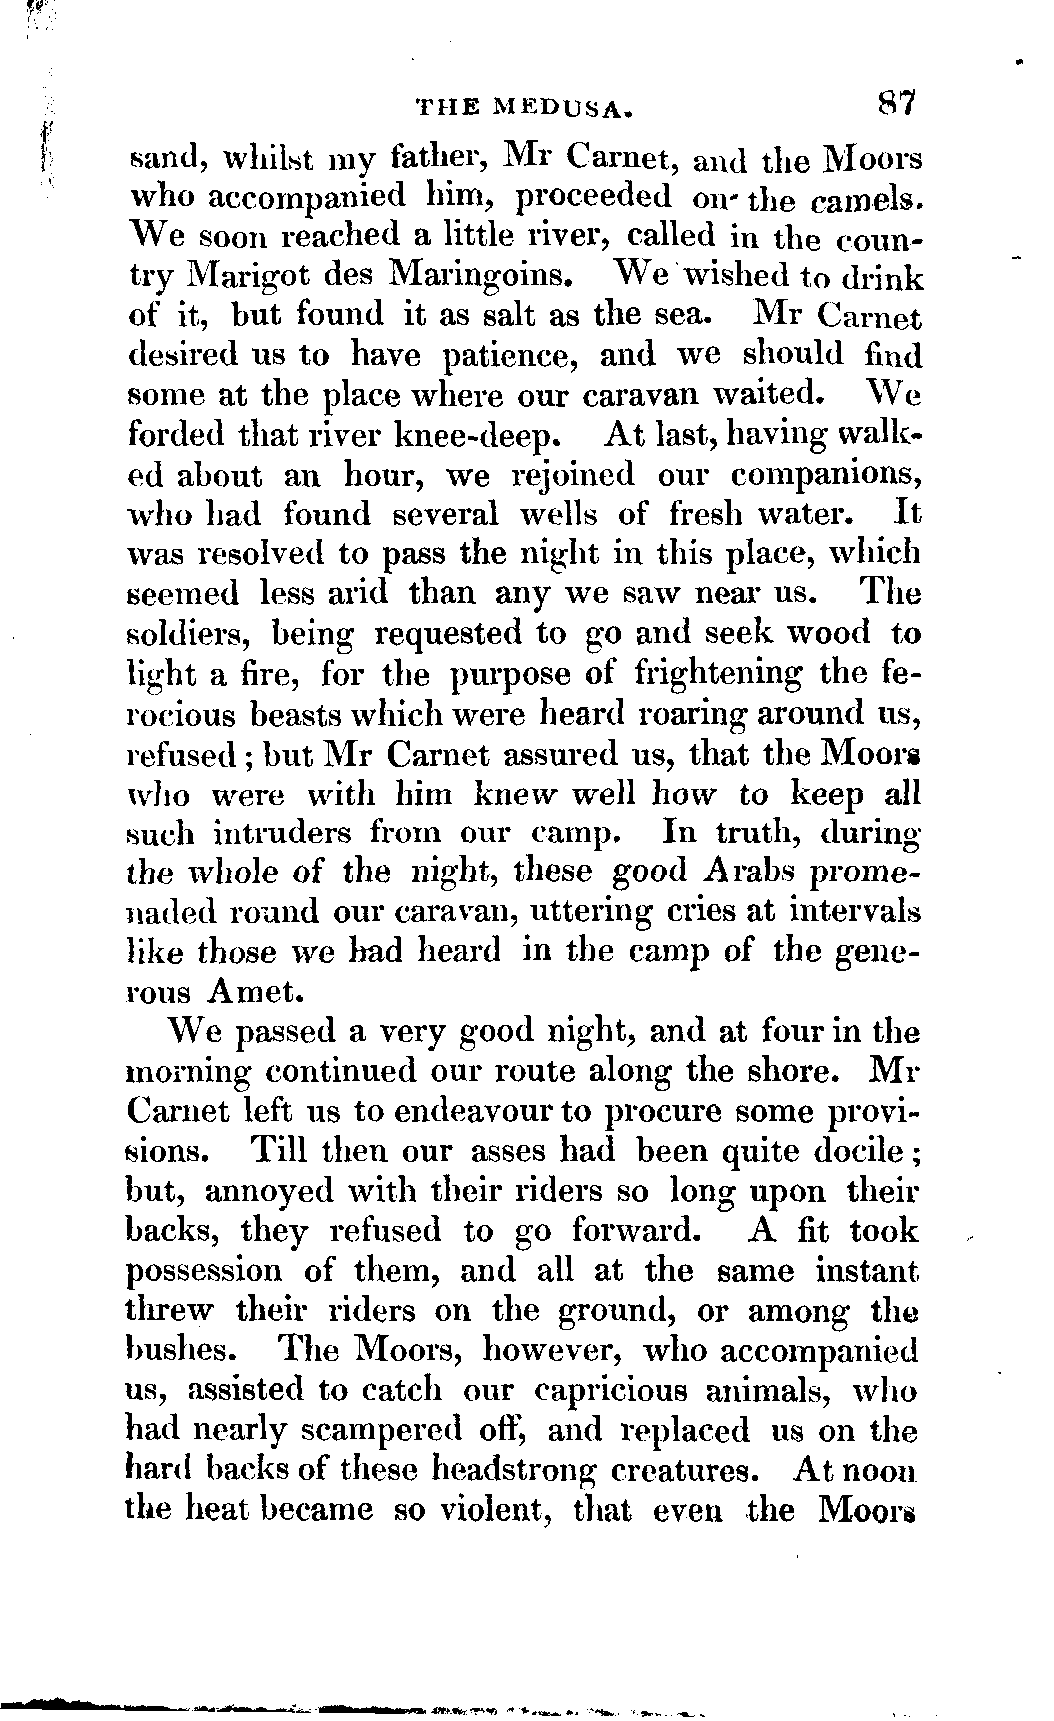 THE MEDUSA. 87
sand, whilst my father, Mr Carnet, and the Moors
who accompanied him, proceeded on the camels.
We soon reached a little river, called in the coun-
try Marigot des Maringoins. We wished to drink
of it, but found it as salt as the sea. Mr Carnet
desired us to have patience, and we should find
some at the place where our caravan waited. We
forded that river knee-deep. At last, having walk-
ed about an hour, we rejoined our companions,
who had found several wells of fresh water. It
was resolved to pass the night in this place, which
seemed less arid than any we saw near us. The
soldiers, being requested to go and seek wood to
light a fire, for the purpose of frightening the fe-
rocious beasts which were heard roaring around us,
refused; but Mr Carnet assured us, that the Moors
who were with him knew well how to keep all
such intruders from our camp. In truth, during
the whole of the night, these good Arabs prome-
naded round our caravan, uttering cries at intervals
like those we had heard in the camp of the gene-
rous Amet.
We passed a very good night, and at four in the
morning continued our route along the shore. Mr
Carnet left us to endeavour to procure some provi-
sions. Till then our asses had been quite docile;
but, annoyed with their riders so long upon their
backs, they refused to go forward. A fit took
possession of them, and all at the same instant
threw their riders on the ground, or among the
bushes. The Moors, however, who accompanied
us, assisted to catch our capricious animals, who
had nearly scampered off, and replaced us on the
hard backs of these headstrong creatures. At noon
the heat became so violent, that even the Moors